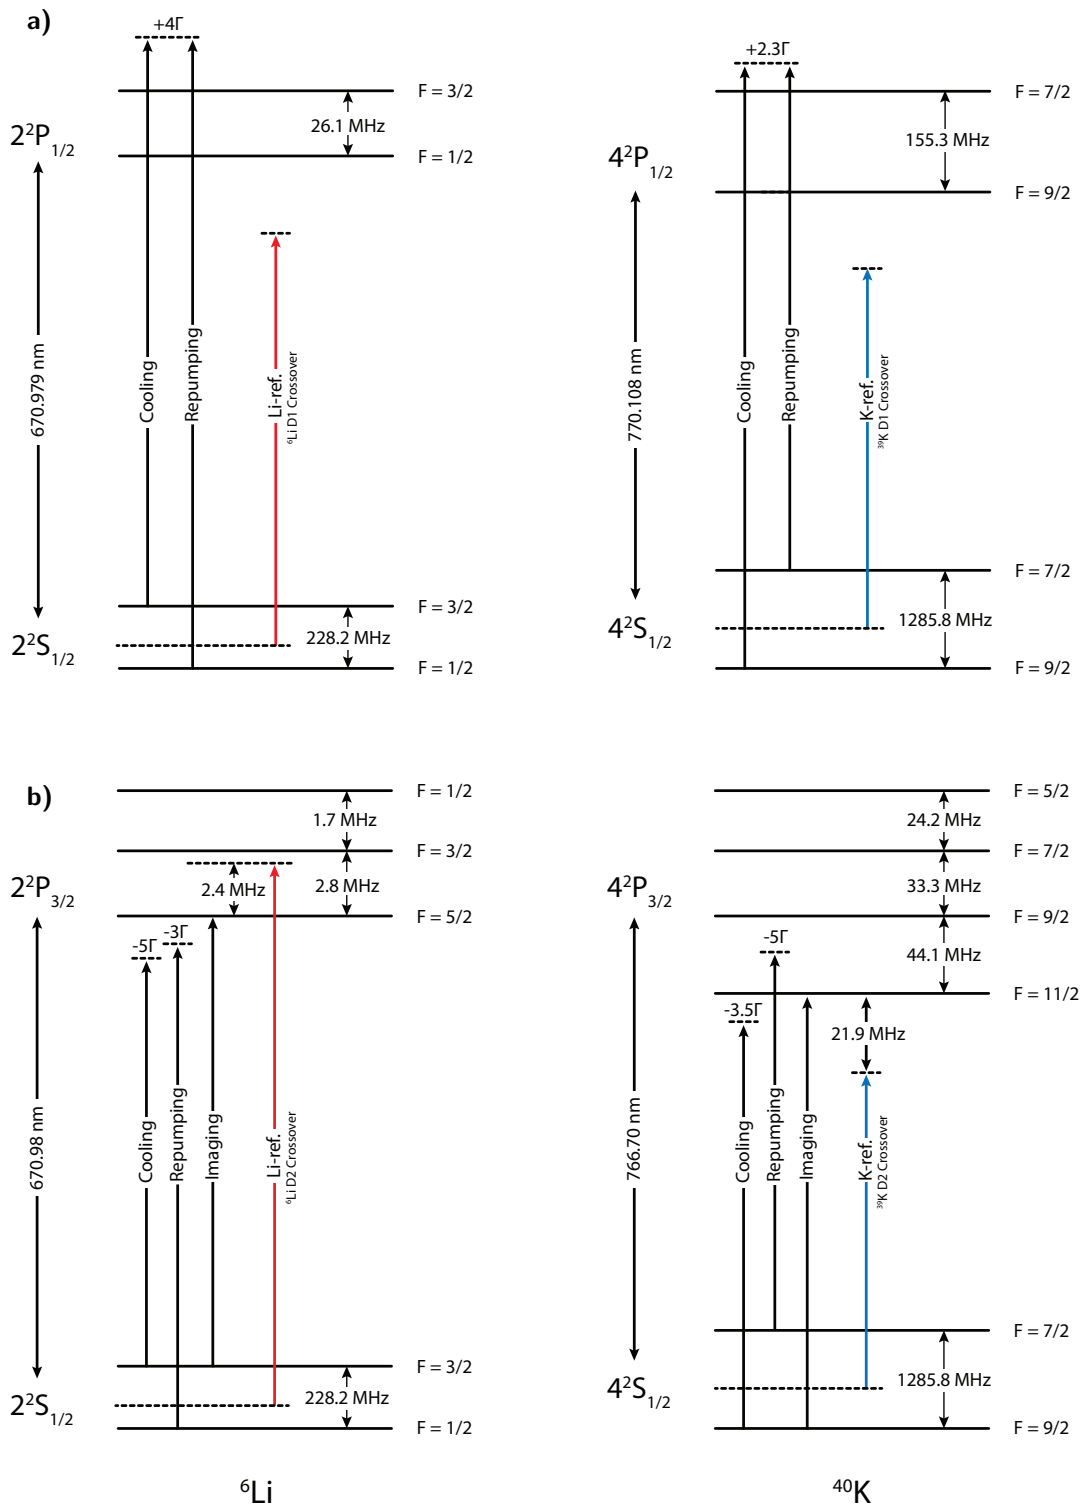 a)
+4Γ
F = 3/2
26.1 MHz
2²P₁/₂
F = 1/2
670.979 nm
Cooling
Repumping
Li-ref.
⁶Li D1 Crossover
F = 3/2
228.2 MHz
2²S₁/₂
F = 1/2
+2.3Γ
F = 7/2
155.3 MHz
4²P₁/₂
F = 9/2
770.108 nm
Cooling
Repumping
K-ref.
³⁹K D1 Crossover
F = 7/2
1285.8 MHz
4²S₁/₂
F = 9/2
b)
F = 1/2
1.7 MHz
F = 3/2
2.4 MHz
2.8 MHz
2²P₃/₂
F = 5/2
-5Γ
-3Γ
670.98 nm
Cooling
Repumping
Imaging
Li-ref.
⁶Li D2 Crossover
F = 3/2
228.2 MHz
2²S₁/₂
F = 1/2
⁶Li
F = 5/2
24.2 MHz
F = 7/2
33.3 MHz
4²P₃/₂
F = 9/2
44.1 MHz
-5Γ
F = 11/2
-3.5Γ
21.9 MHz
766.70 nm
Cooling
Repumping
Imaging
K-ref.
³⁹K D2 Crossover
F = 7/2
1285.8 MHz
4²S₁/₂
F = 9/2
⁴⁰K